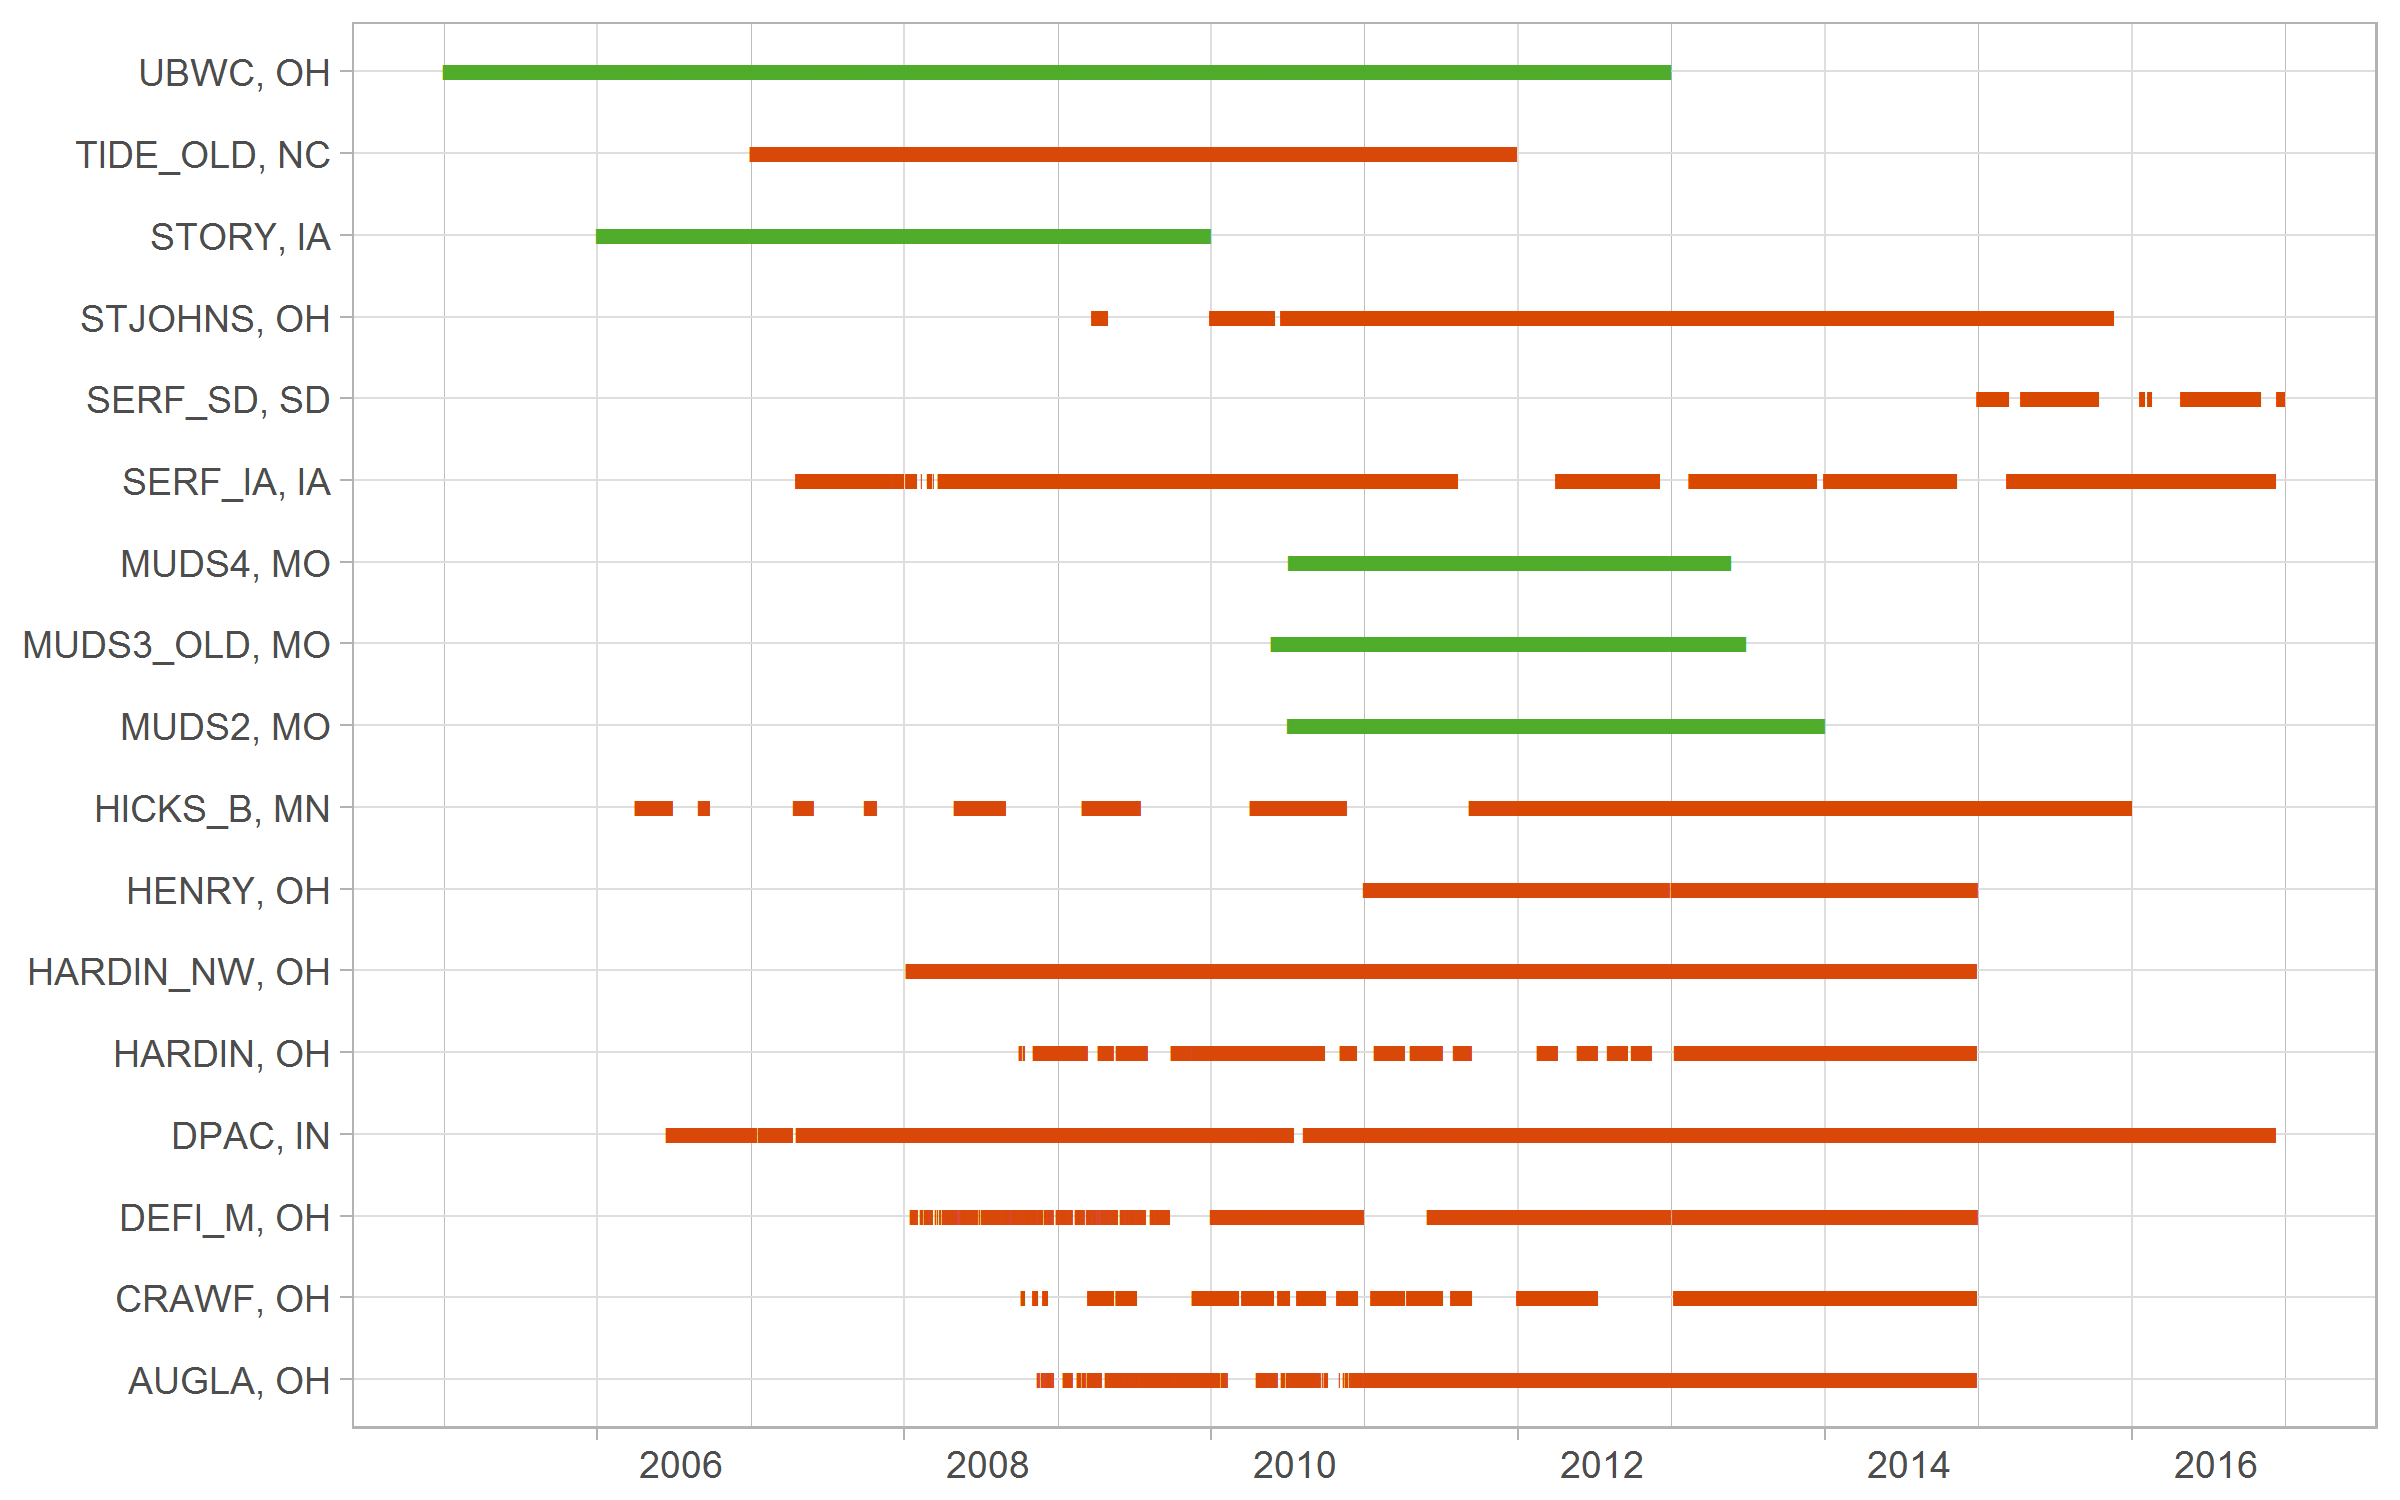 UBWC, OH
TIDE_OLD, NC
STORY, IA
STJOHNS, OH
SERF_SD, SD
SERF_IA, IA
MUDS4, MO
MUDS3_OLD, MO
MUDS2, MO
HICKS_B, MN
HENRY, OH
HARDIN_NW, OH
HARDIN, OH
DPAC, IN
DEFI_M, OH
CRAWF, OH
AUGLA, OH
2006 2008 2010 2012 2014 2016